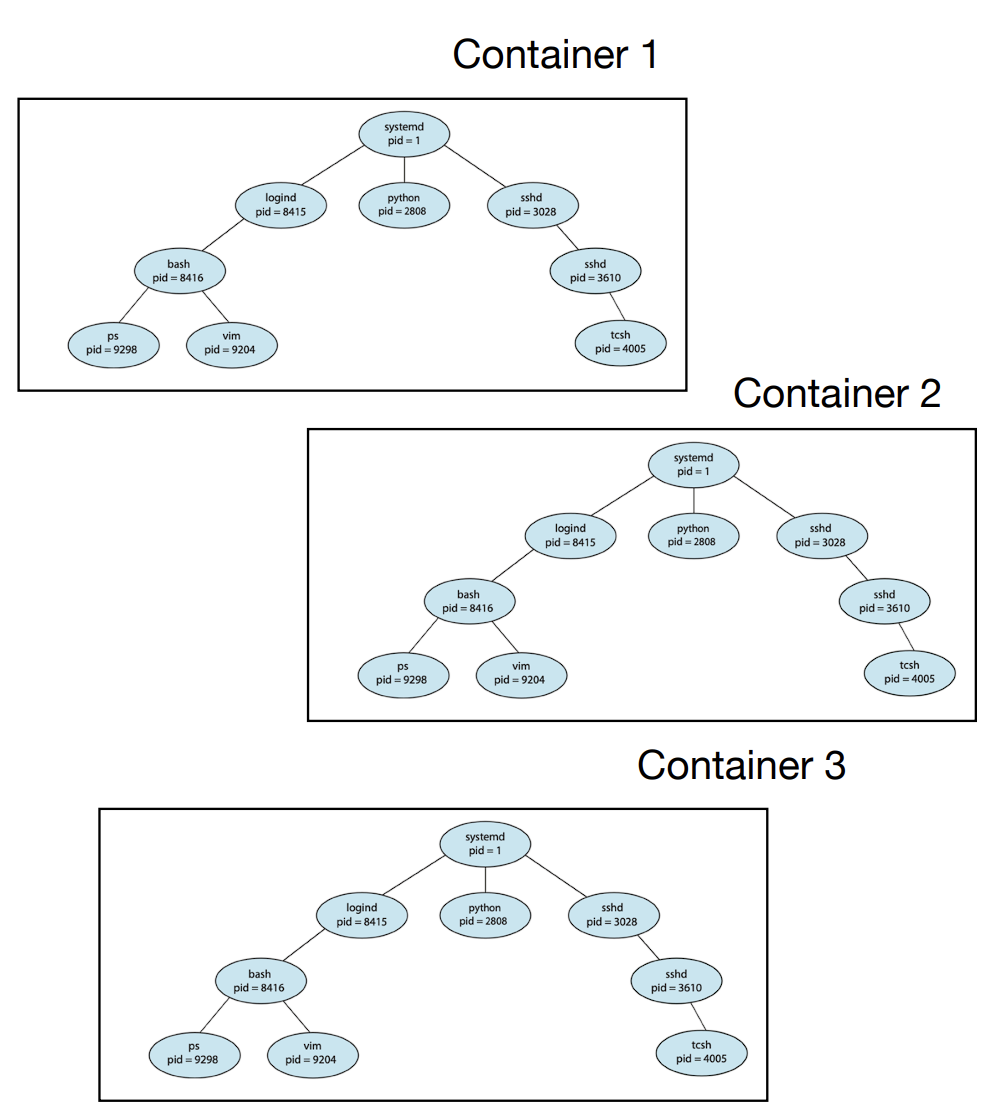 Container 1
systemd
pid = 1
logind
pid = 8415
python
pid = 2808
sshd
pid = 3028
bash
pid = 8416
sshd
pid = 3610
ps
pid = 9298
vim
pid = 9204
tcsh
pid = 4005
Container 2
systemd
pid = 1
logind
pid = 8415
python
pid = 2808
sshd
pid = 3028
bash
pid = 8416
sshd
pid = 3610
ps
pid = 9298
vim
pid = 9204
tcsh
pid = 4005
Container 3
systemd
pid = 1
logind
pid = 8415
python
pid = 2808
sshd
pid = 3028
bash
pid = 8416
sshd
pid = 3610
ps
pid = 9298
vim
pid = 9204
tcsh
pid = 4005